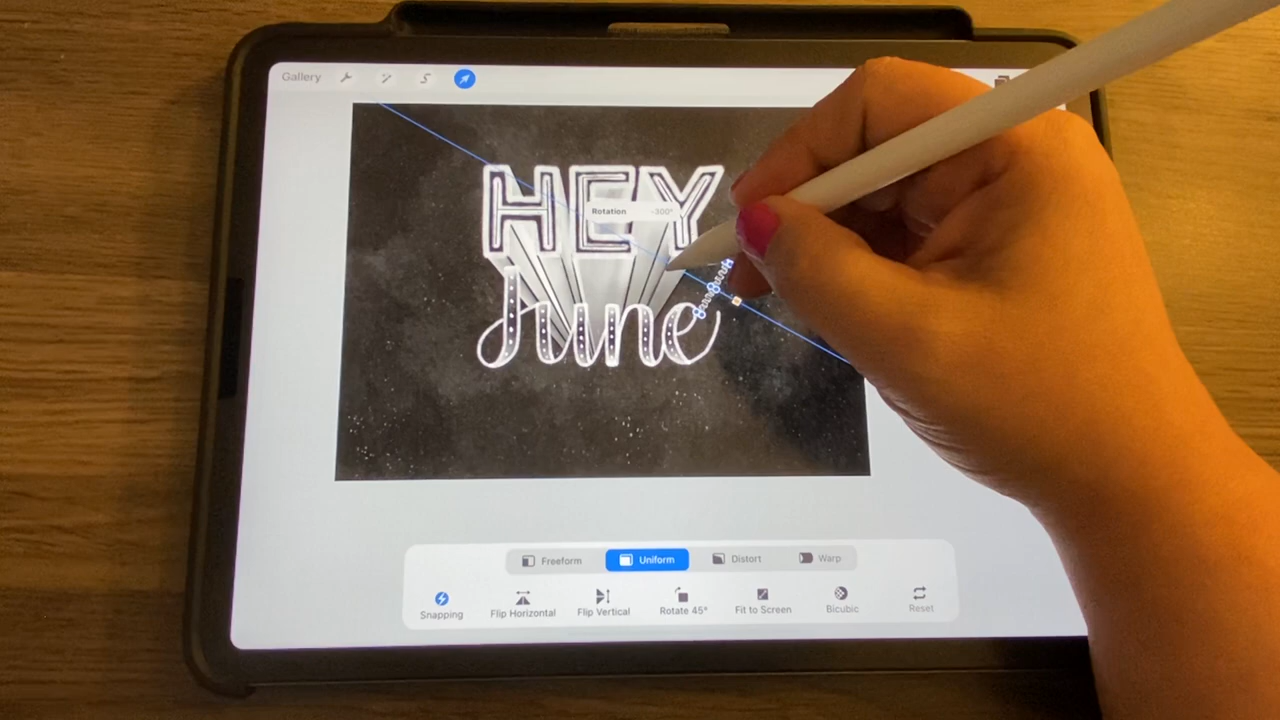 Gallery
HEY
Rotation -300°
June
Freeform Uniform Distort Warp
Snapping Flip Horizontal Flip Vertical Rotate 45° Fit to Screen Bicubic Reset